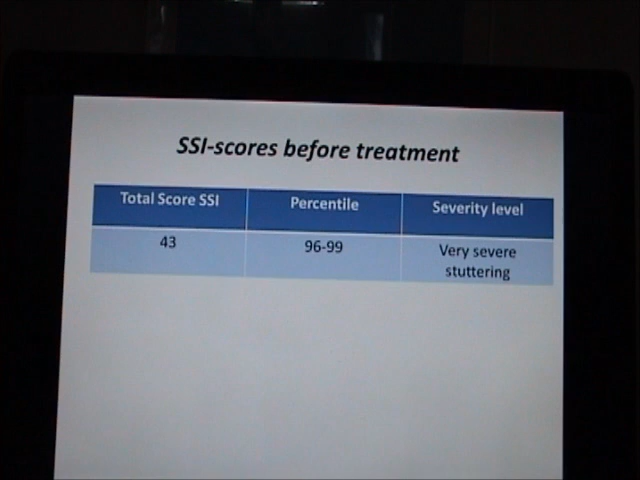 SSI-scores before treatment
Total Score SSI Percentile Severity level
43 96-99 Very severe
stuttering